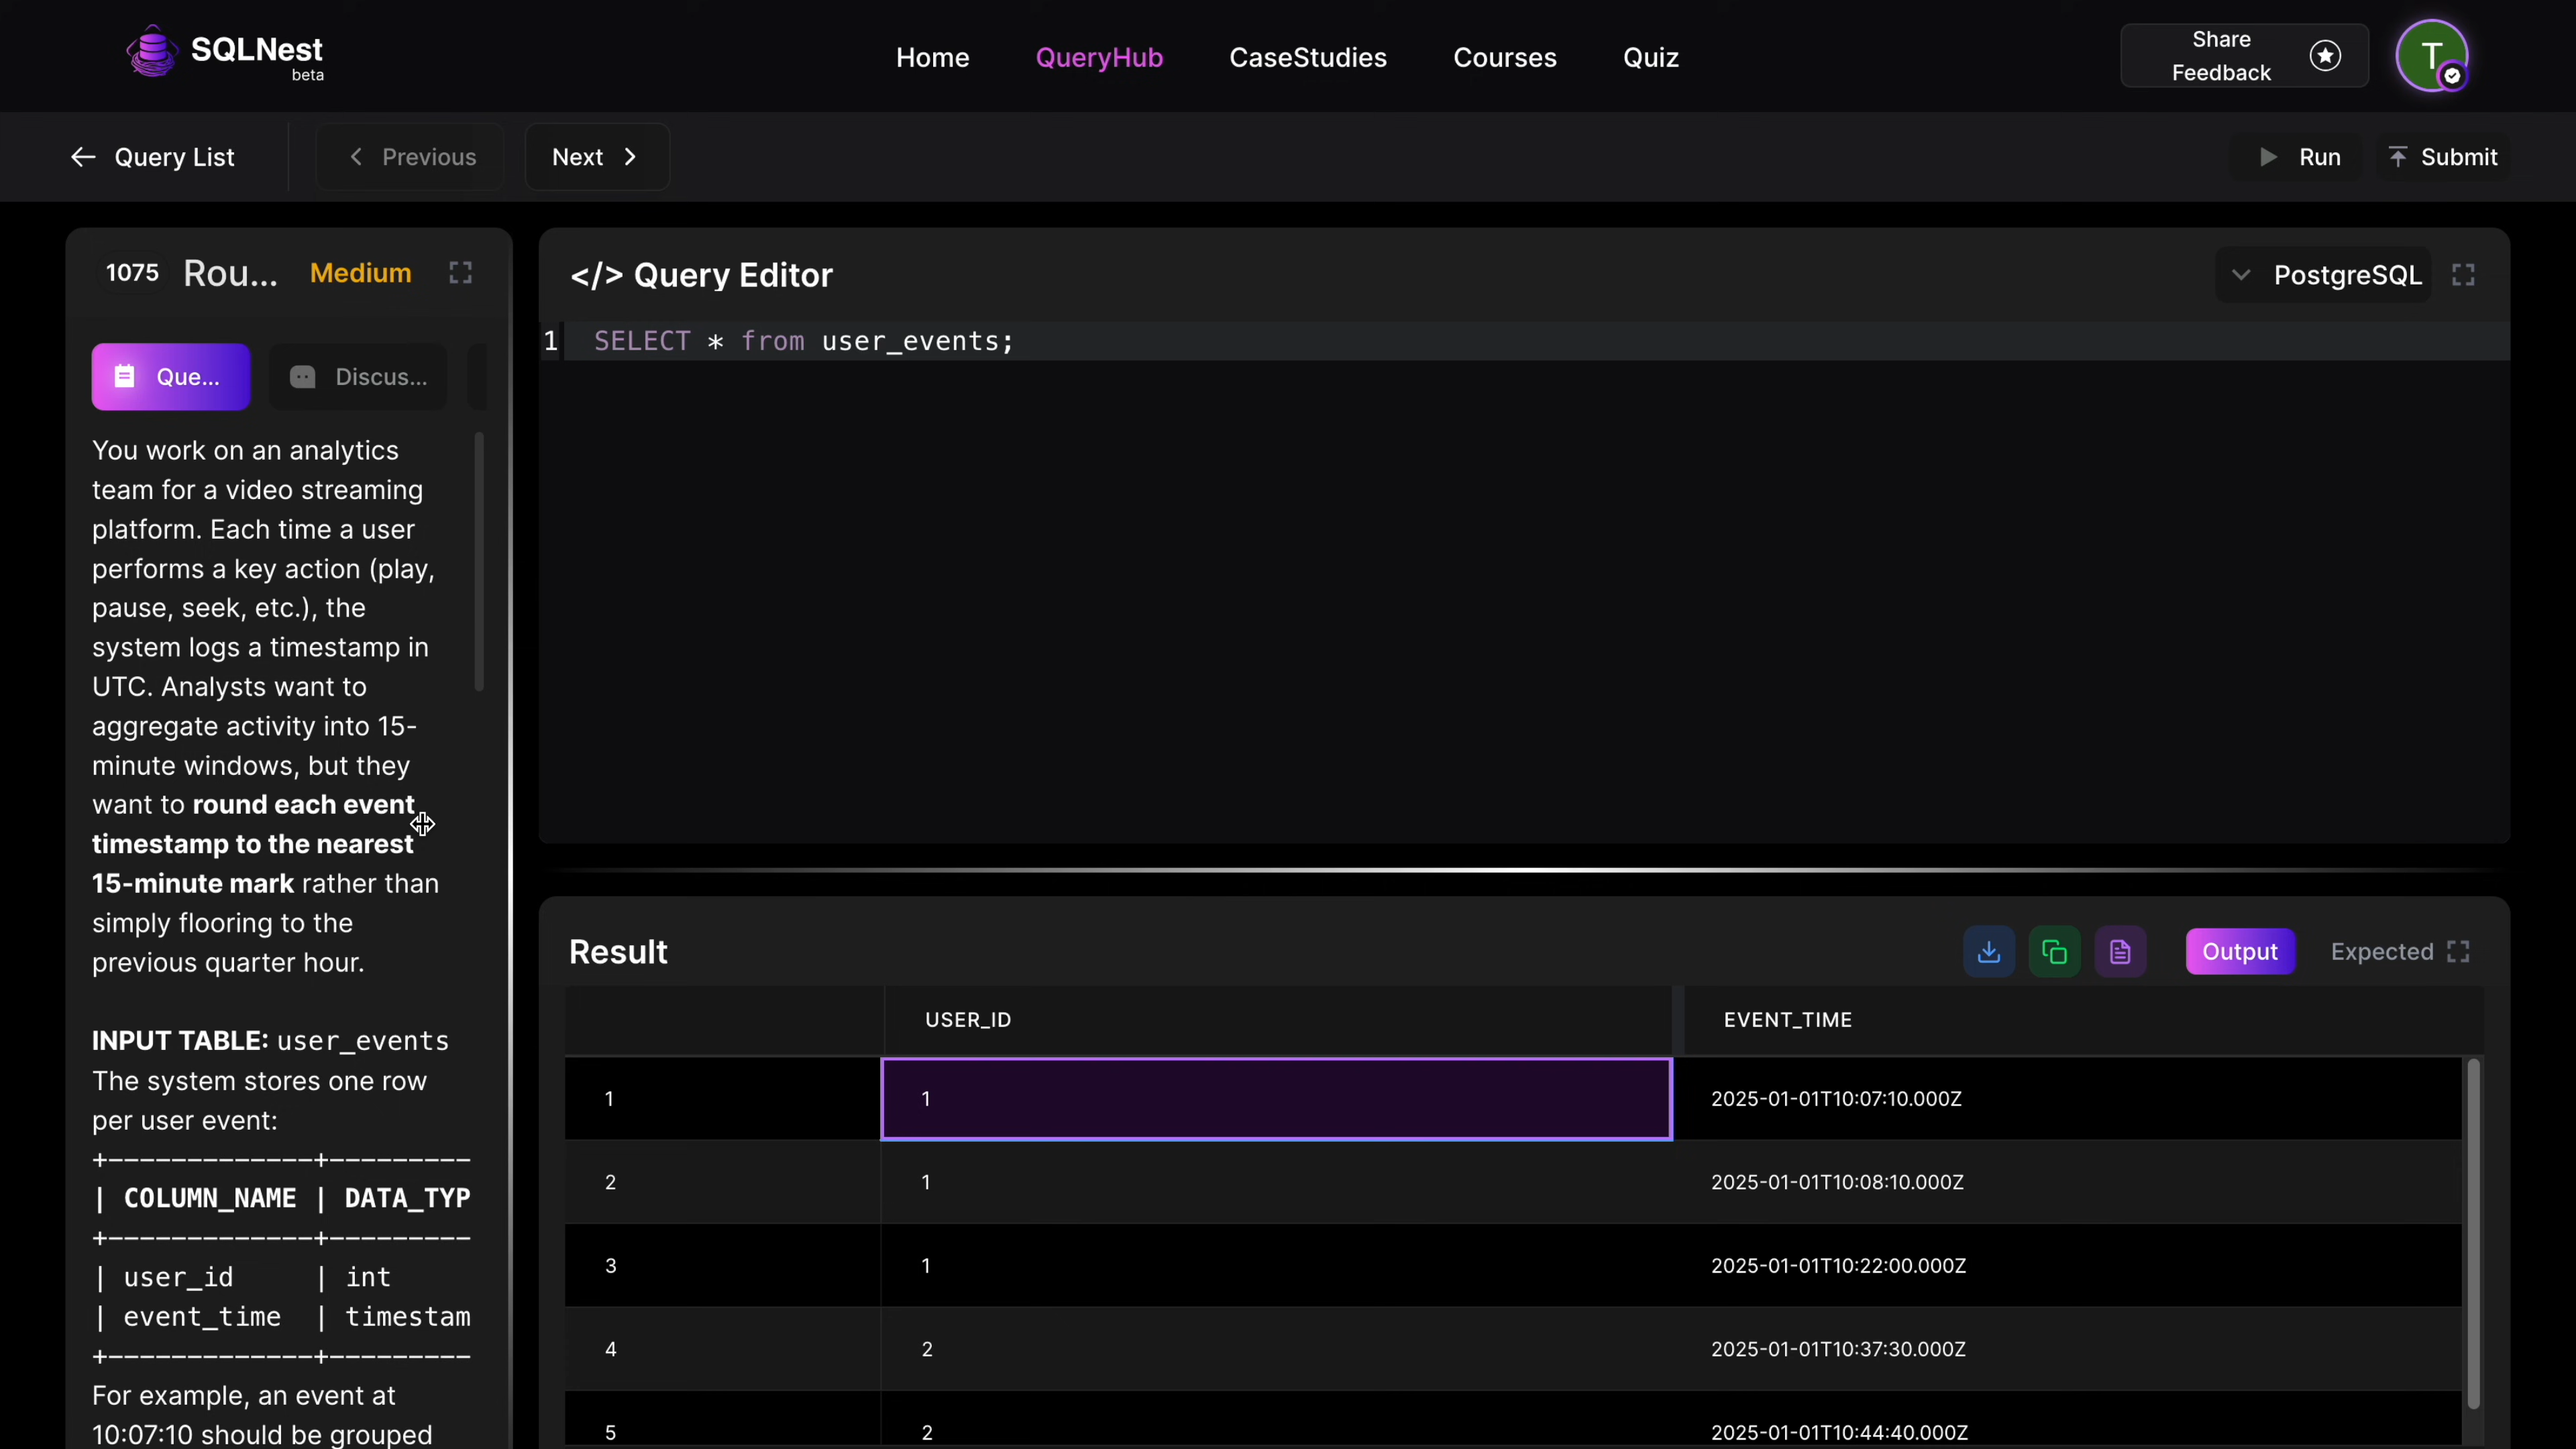 SQLNest
beta
Home
QueryHub
CaseStudies
Courses
Quiz
Share
Feedback
T
Query List
Previous
Next
Run
Submit
1075
Rou...
Medium
Que...
Discus...
You work on an analytics
team for a video streaming
platform. Each time a user
performs a key action (play,
pause, seek, etc.), the
system logs a timestamp in
UTC. Analysts want to
aggregate activity into 15-
minute windows, but they
want to round each event
timestamp to the nearest
15-minute mark rather than
simply flooring to the
previous quarter hour.
INPUT TABLE: user_events
The system stores one row
per user event:
+-------------+---------
| COLUMN_NAME | DATA_TYP
+-------------+---------
| user_id | int
| event_time | timestam
+-------------+---------
For example, an event at
10:07:10 should be grouped
</> Query Editor
PostgreSQL
1 SELECT * from user_events;
Result
Output
Expected
USER_ID EVENT_TIME
1 1 2025-01-01T10:07:10.000Z
2 1 2025-01-01T10:08:10.000Z
3 1 2025-01-01T10:22:00.000Z
4 2 2025-01-01T10:37:30.000Z
5 2 2025-01-01T10:44:40.000Z